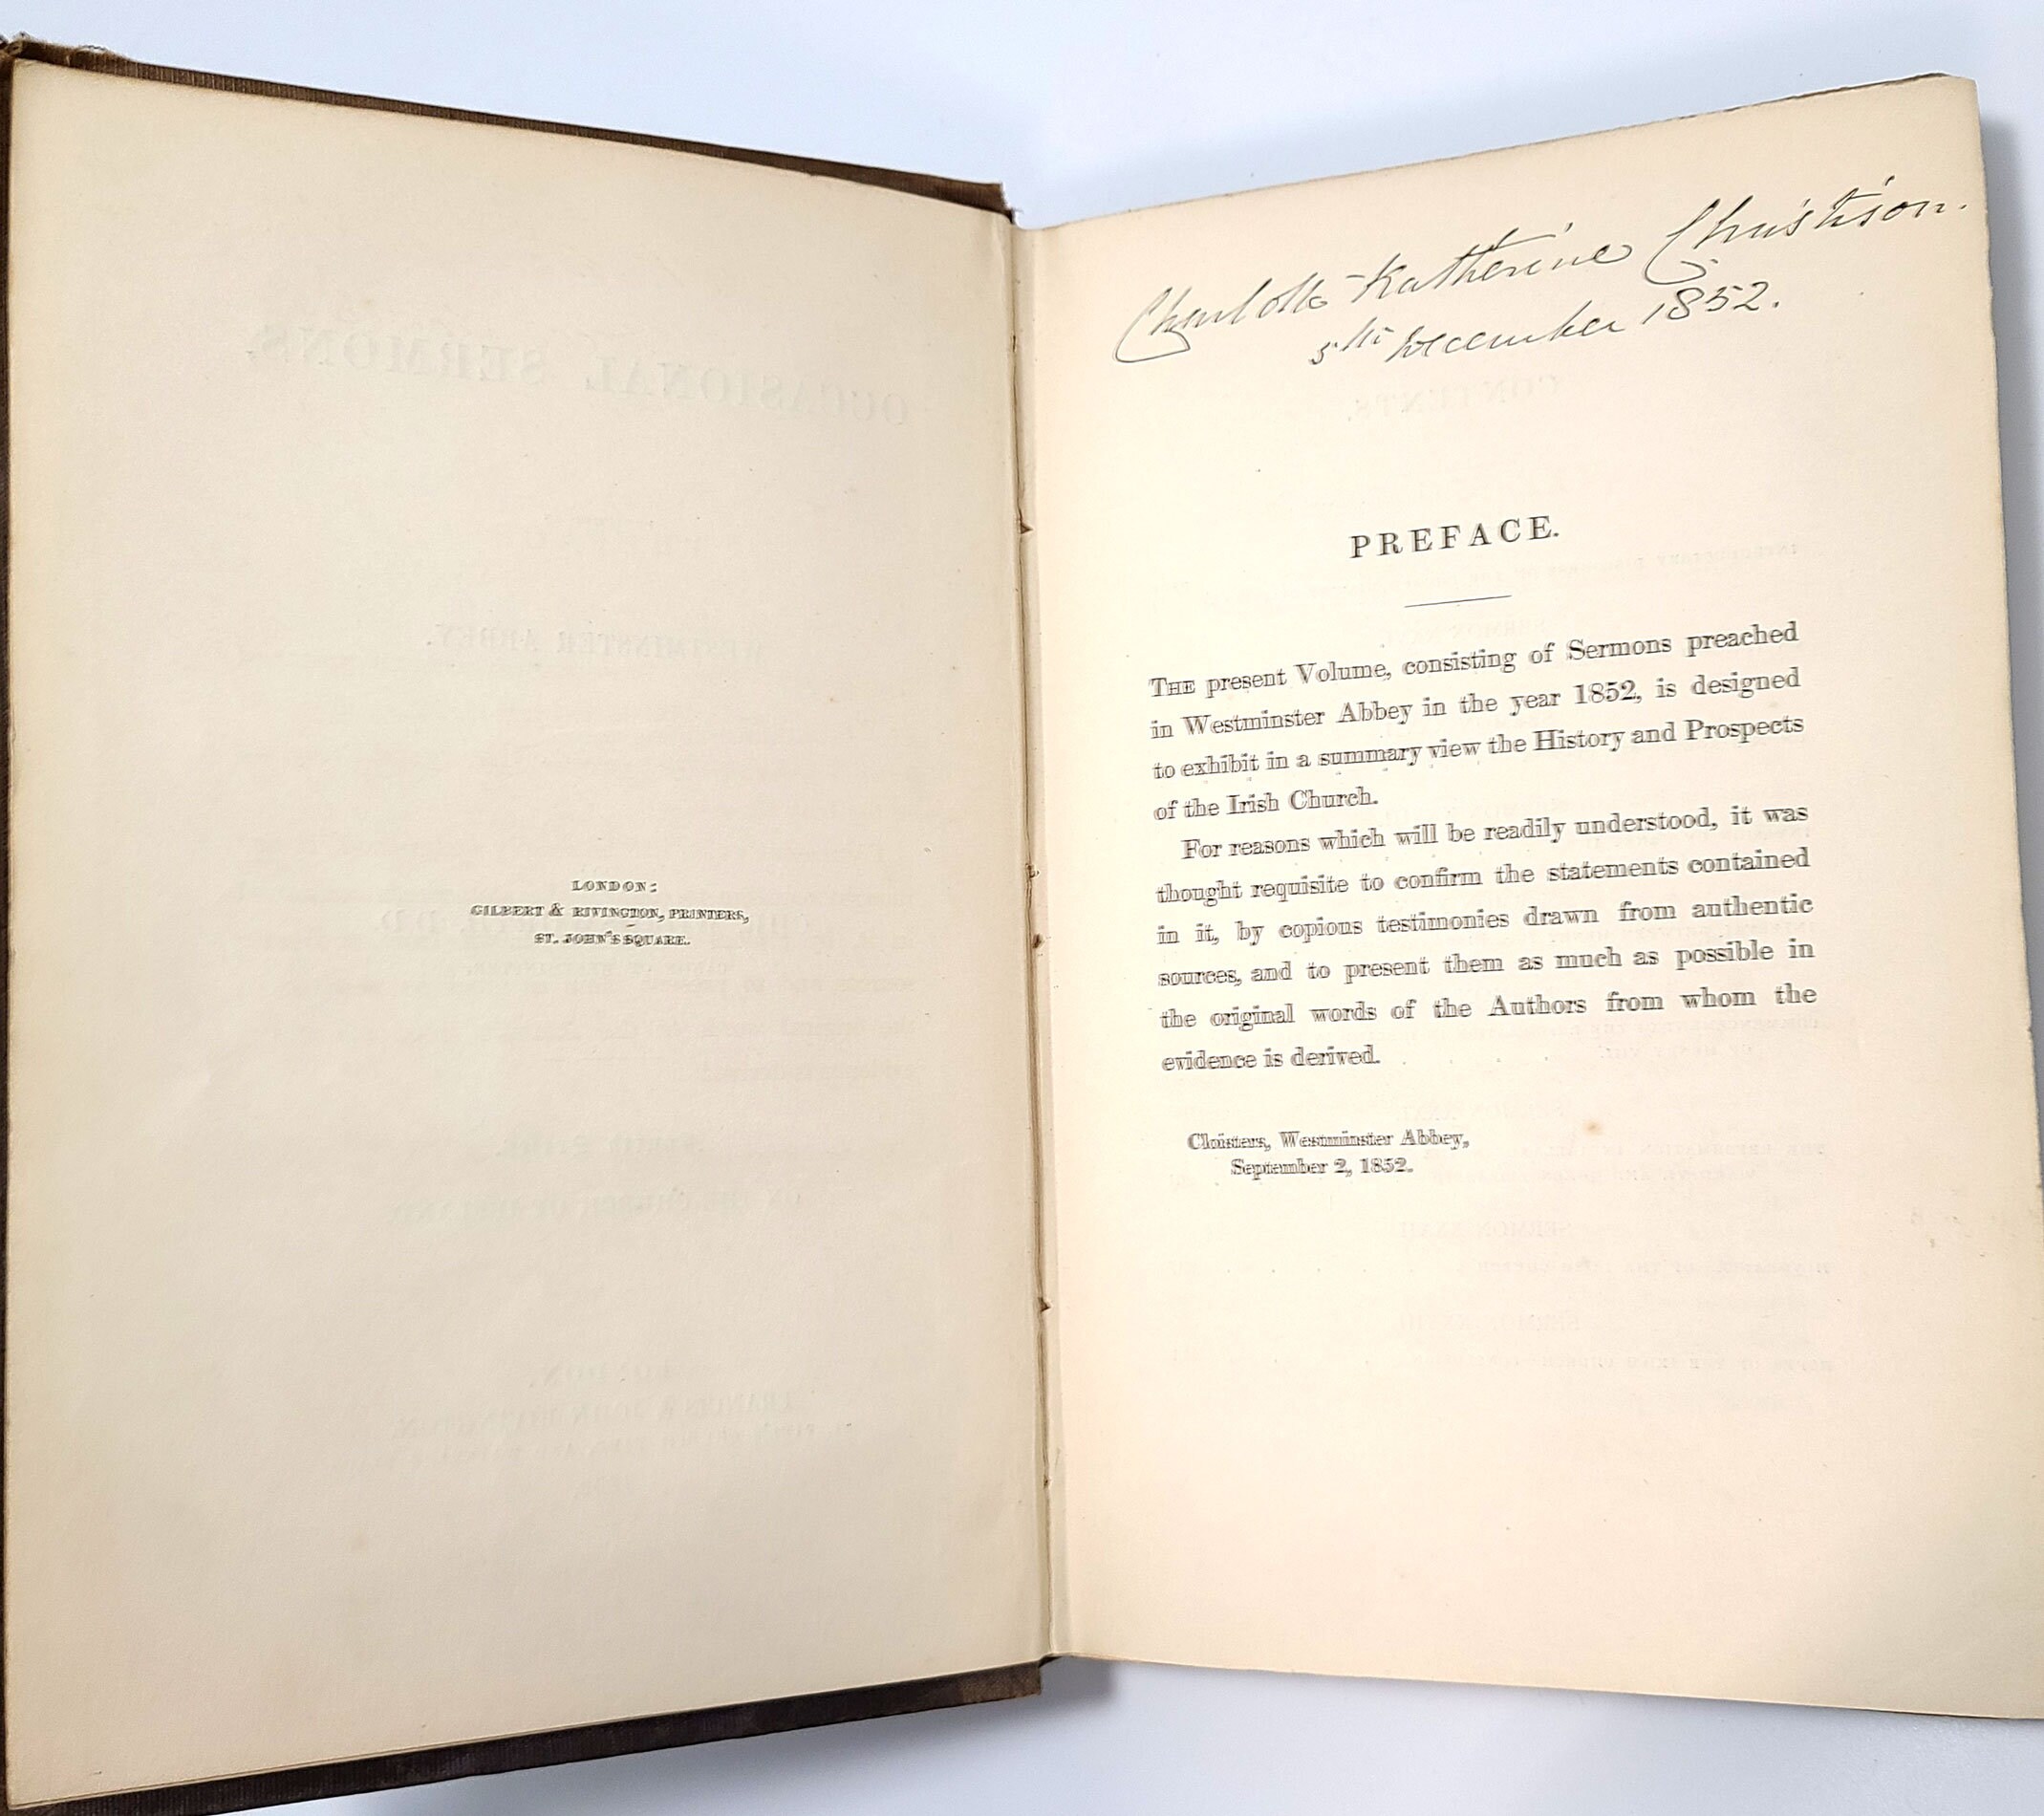 LONDON:
GILBERT & RIVINGTON, PRINTERS,
ST. JOHN'S SQUARE.
Charlotte Katherine Christison.
5th December 1852.
PREFACE.
THE present Volume, consisting of Sermons preached
in Westminster Abbey in the year 1852, is designed
to exhibit in a summary view the History and Prospects
of the Irish Church.
For reasons which will be readily understood, it was
thought requisite to confirm the statements contained
in it, by copious testimonies drawn from authentic
sources, and to present them as much as possible in
the original words of the Authors from whom the
evidence is derived.
Cloisters, Westminster Abbey,
September 2, 1852.